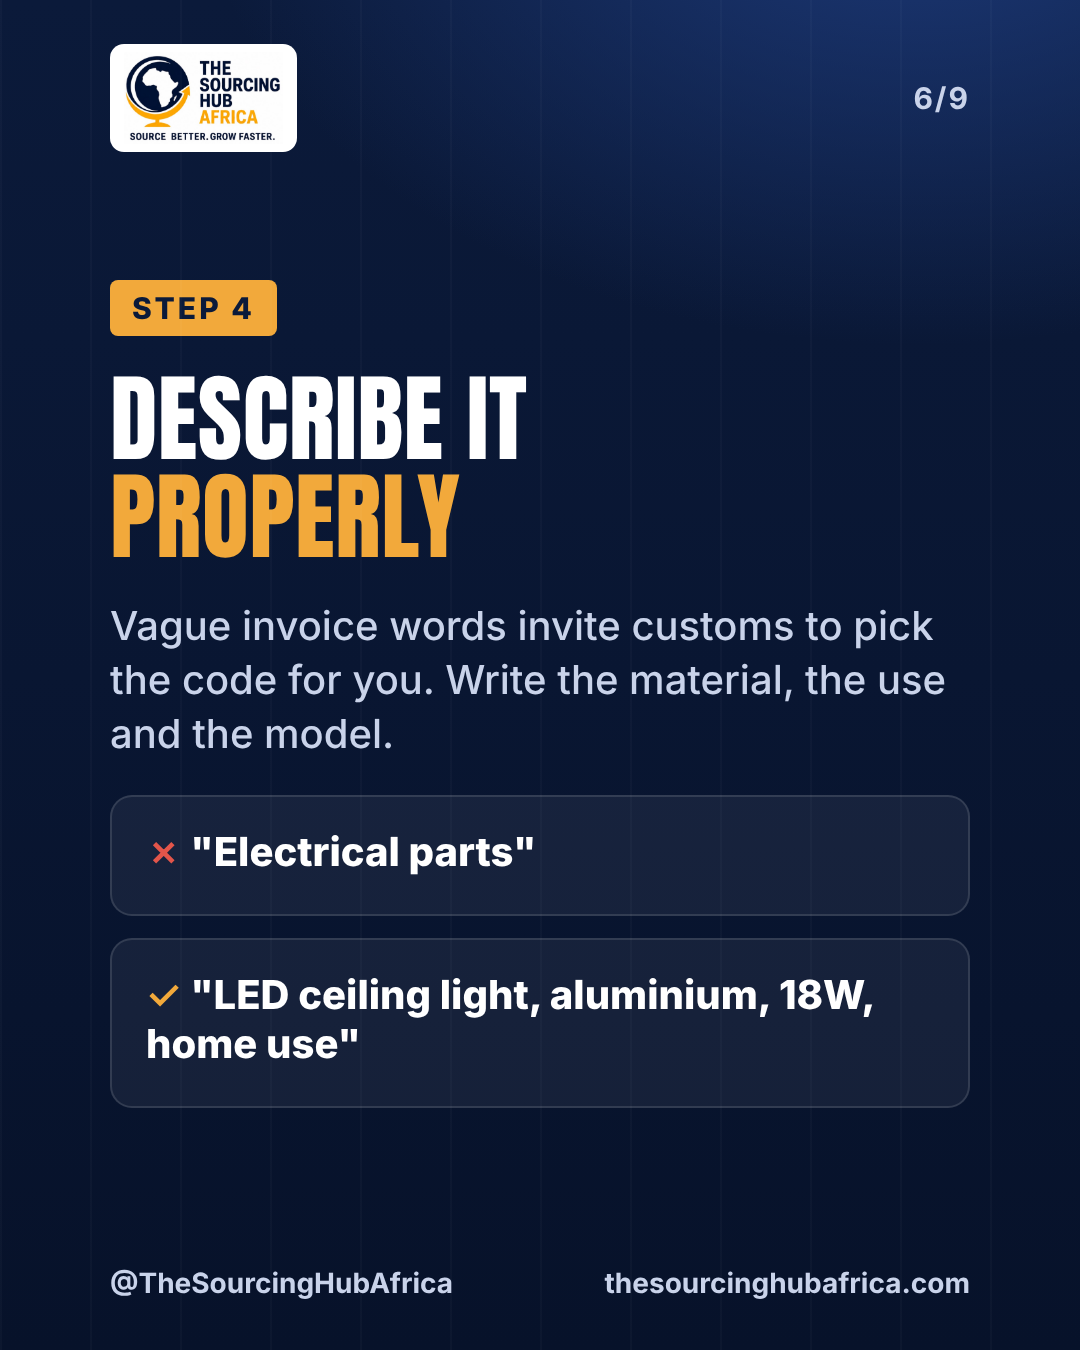 THE
SOURCING
HUB
AFRICA
SOURCE BETTER. GROW FASTER.
6/9
STEP 4
DESCRIBE IT
PROPERLY
Vague invoice words invite customs to pick
the code for you. Write the material, the use
and the model.
✕ "Electrical parts"
✓ "LED ceiling light, aluminium, 18W,
home use"
@TheSourcingHubAfrica
thesourcinghubafrica.com